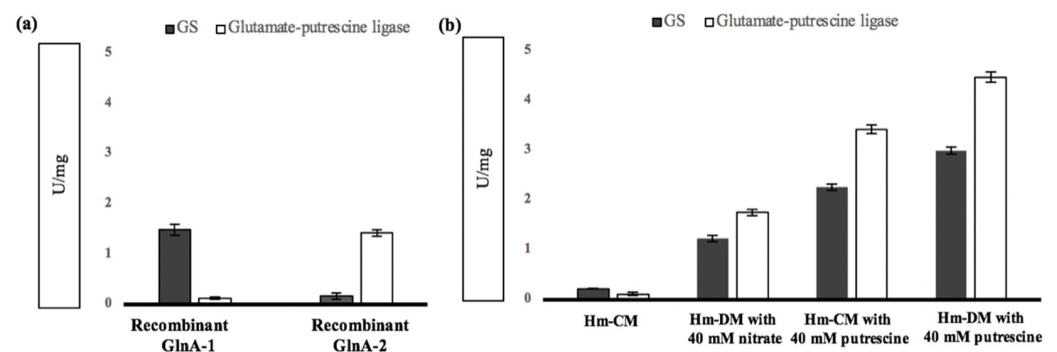 (a)
GS Glutamate-putrescine ligase
U/mg
5
4
3
2
1
0
Recombinant
GlnA-1
Recombinant
GlnA-2
(b)
GS Glutamate-putrescine ligase
U/mg
5
4
3
2
1
0
Hm-CM
Hm-DM with
40 mM nitrate
Hm-CM with
40 mM putrescine
Hm-DM with
40 mM putrescine